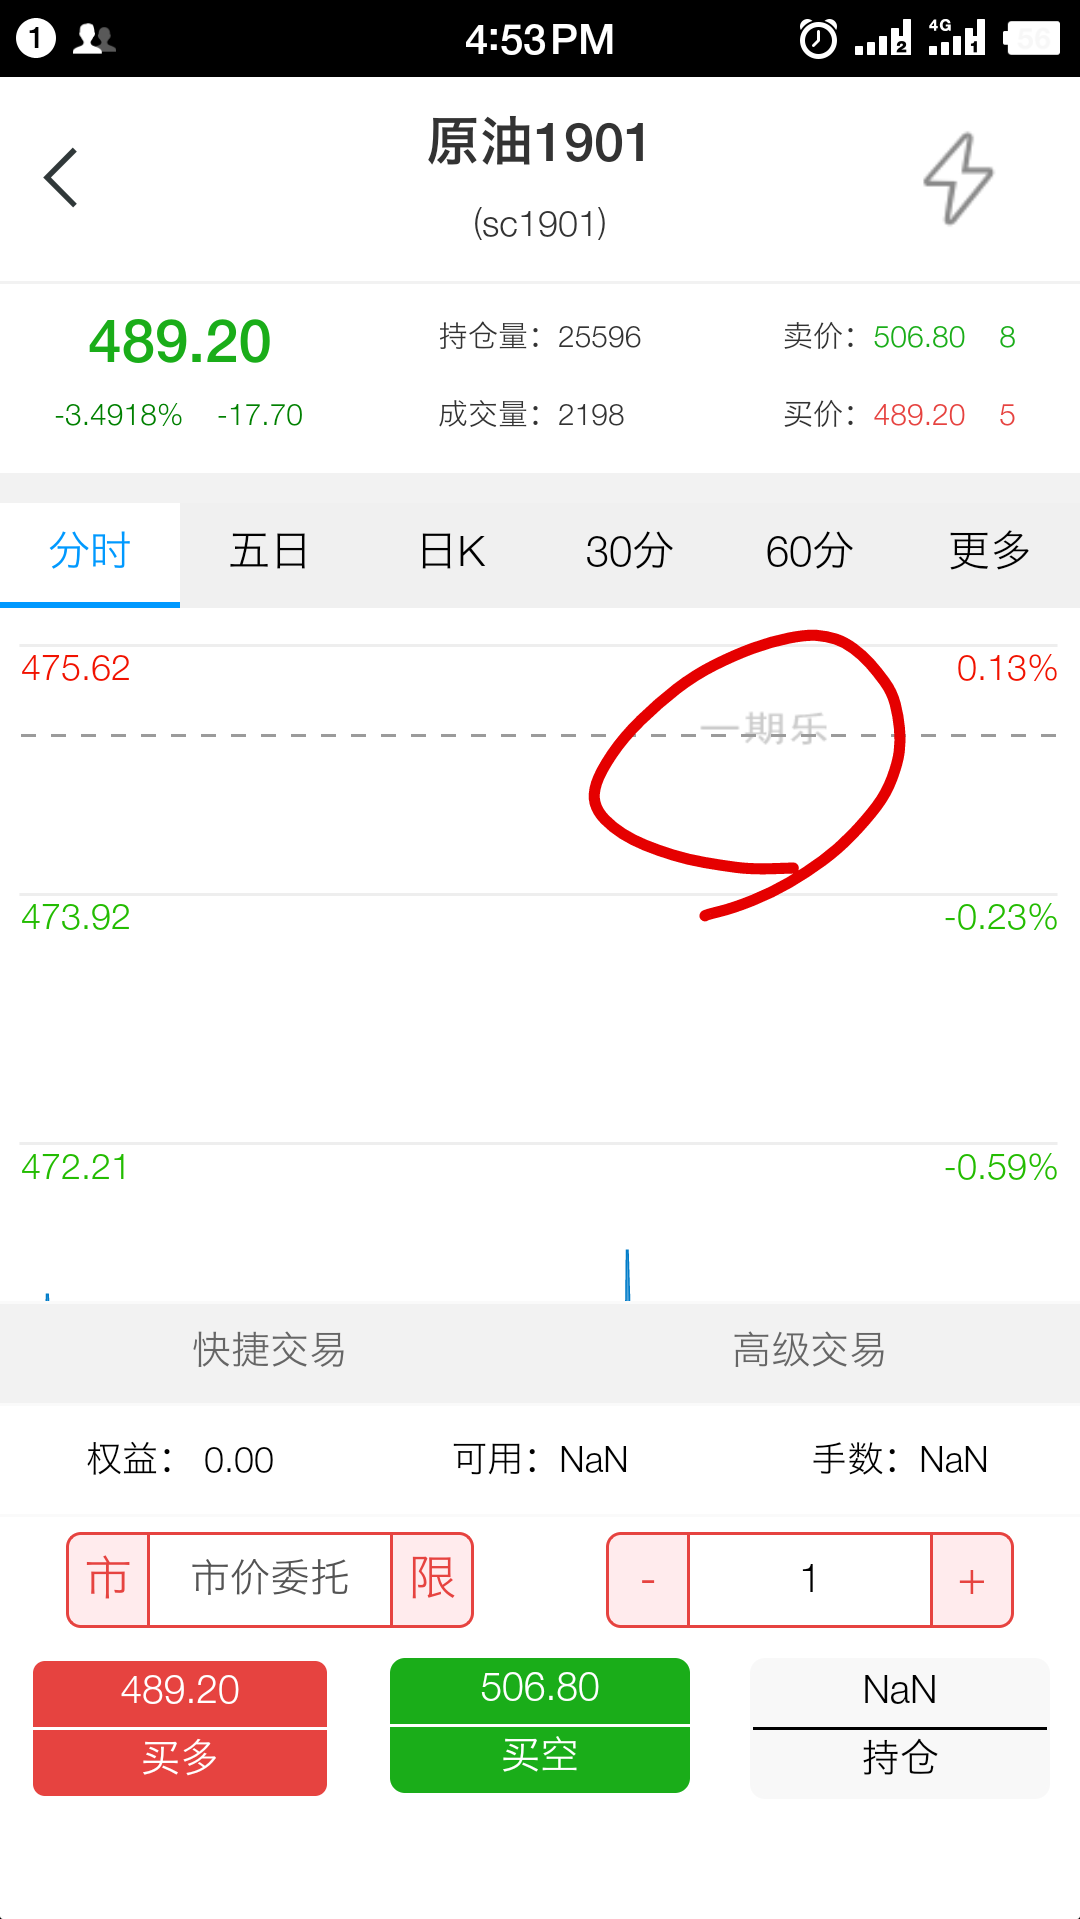 1
4:53 PM
2
4G
1
56
原油1901
(sc1901)
489.20
持仓量：25596
卖价：506.80 8
-3.4918% -17.70
成交量：2198
买价：489.20 5
分时 五日 日K 30分 60分 更多
475.62 0.13%
一期乐
473.92 -0.23%
472.21 -0.59%
快捷交易 高级交易
权益： 0.00 可用：NaN 手数：NaN
市 市价委托 限 - 1 +
489.20 506.80 NaN
买多 买空 持仓